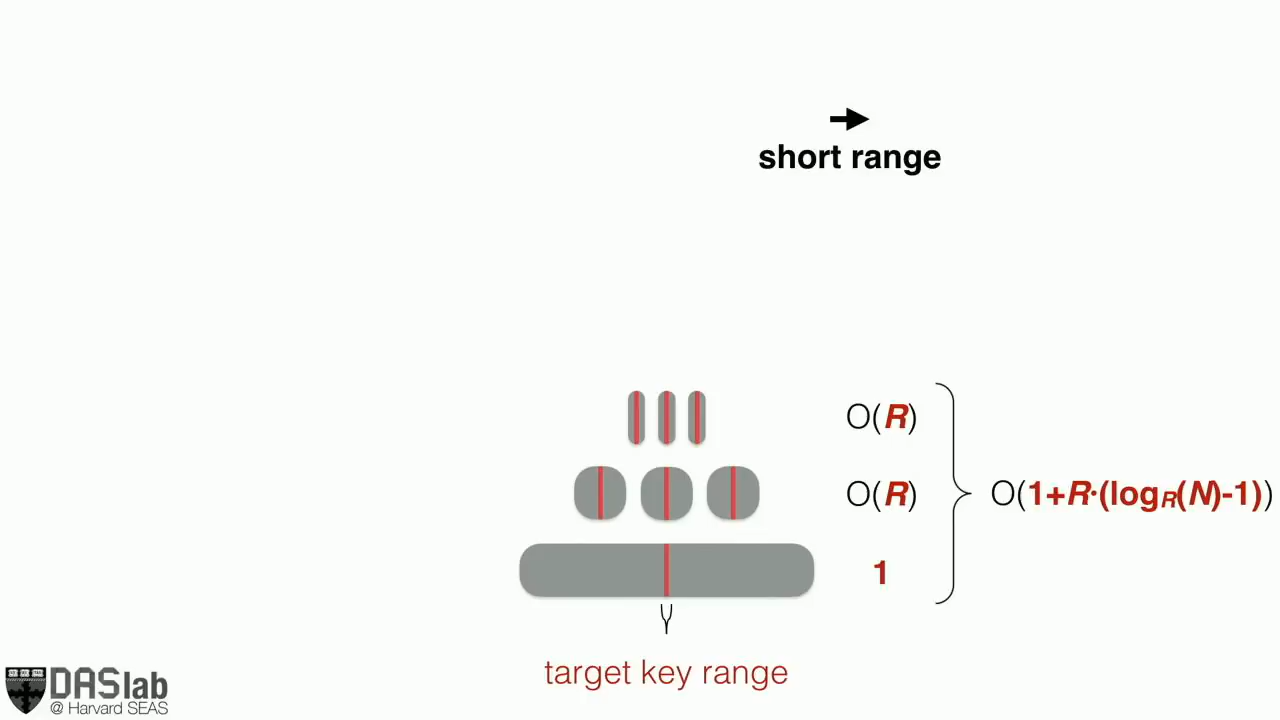 short range
O(R)
O(R)
O(1+R·(logR(N)-1))
1
target key range
DASlab
@ Harvard SEAS